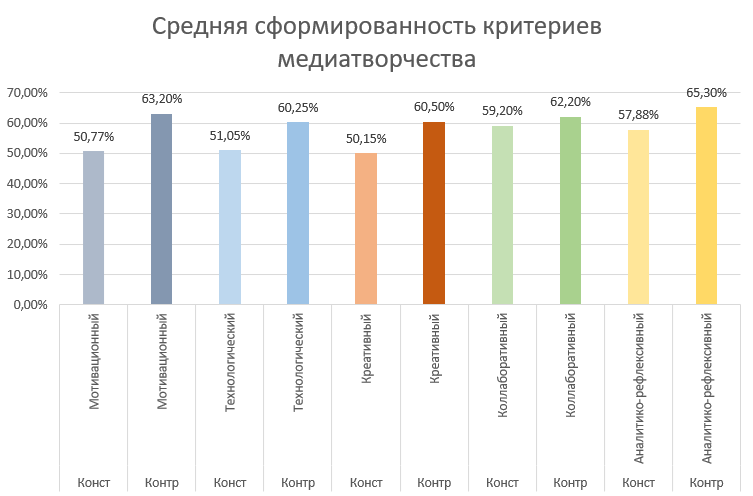 Средняя сформированность критериев
медиатворчества
70,00%
60,00%
50,00%
40,00%
30,00%
20,00%
10,00%
0,00%
50,77%
63,20%
51,05%
60,25%
50,15%
60,50%
59,20%
62,20%
57,88%
65,30%
Мотивационный
Мотивационный
Технологический
Технологический
Креативный
Креативный
Коллаборативный
Коллаборативный
Аналитико-рефлексивный
Аналитико-рефлексивный
Конст
Контр
Конст
Контр
Конст
Контр
Конст
Контр
Конст
Контр